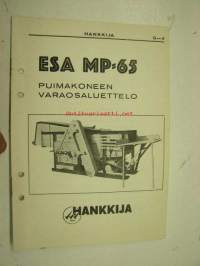 HANKKIJA
ESA MP-65
PUIMAKONEEN
VARAOSALUETTELO
HANKKIJA